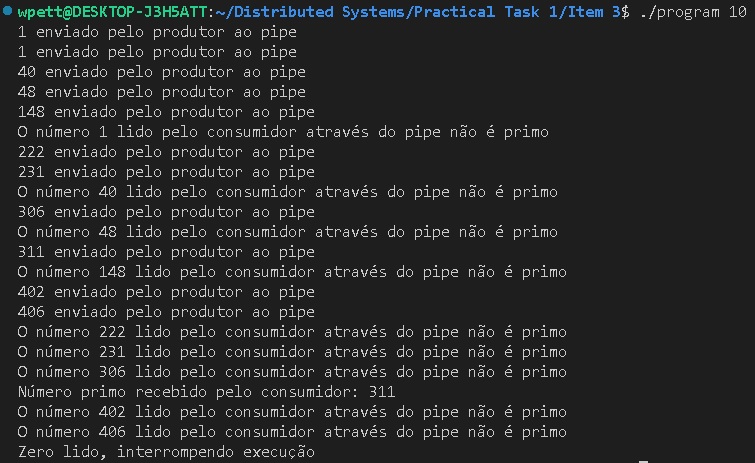 wpett@DESKTOP-J3H5ATT:~/Distributed Systems/Practical Task 1/Item 3$ ./program 10
1 enviado pelo produtor ao pipe
1 enviado pelo produtor ao pipe
40 enviado pelo produtor ao pipe
48 enviado pelo produtor ao pipe
148 enviado pelo produtor ao pipe
O número 1 lido pelo consumidor através do pipe não é primo
222 enviado pelo produtor ao pipe
231 enviado pelo produtor ao pipe
O número 40 lido pelo consumidor através do pipe não é primo
306 enviado pelo produtor ao pipe
O número 48 lido pelo consumidor através do pipe não é primo
311 enviado pelo produtor ao pipe
O número 148 lido pelo consumidor através do pipe não é primo
402 enviado pelo produtor ao pipe
406 enviado pelo produtor ao pipe
O número 222 lido pelo consumidor através do pipe não é primo
O número 231 lido pelo consumidor através do pipe não é primo
O número 306 lido pelo consumidor através do pipe não é primo
Número primo recebido pelo consumidor: 311
O número 402 lido pelo consumidor através do pipe não é primo
O número 406 lido pelo consumidor através do pipe não é primo
Zero lido, interrompendo execução